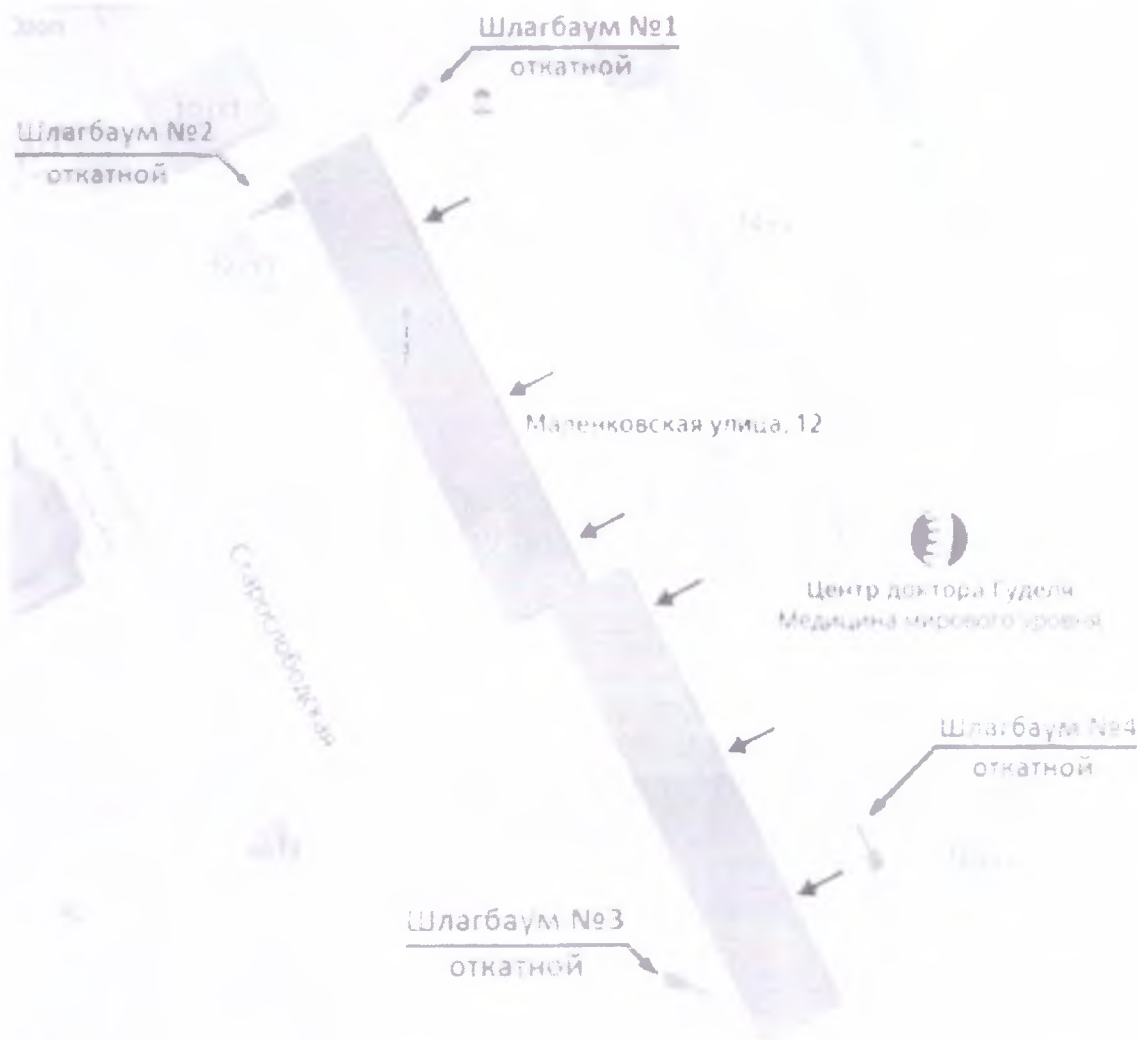 Шлагбаум №1
откатной
Шлагбаум №2
откатной
Маленковская улица, 12
Центр доктора Гуделя
Медицина мирового уровня
Старослободская
Шлагбаум №4
откатной
Шлагбаум №3
откатной